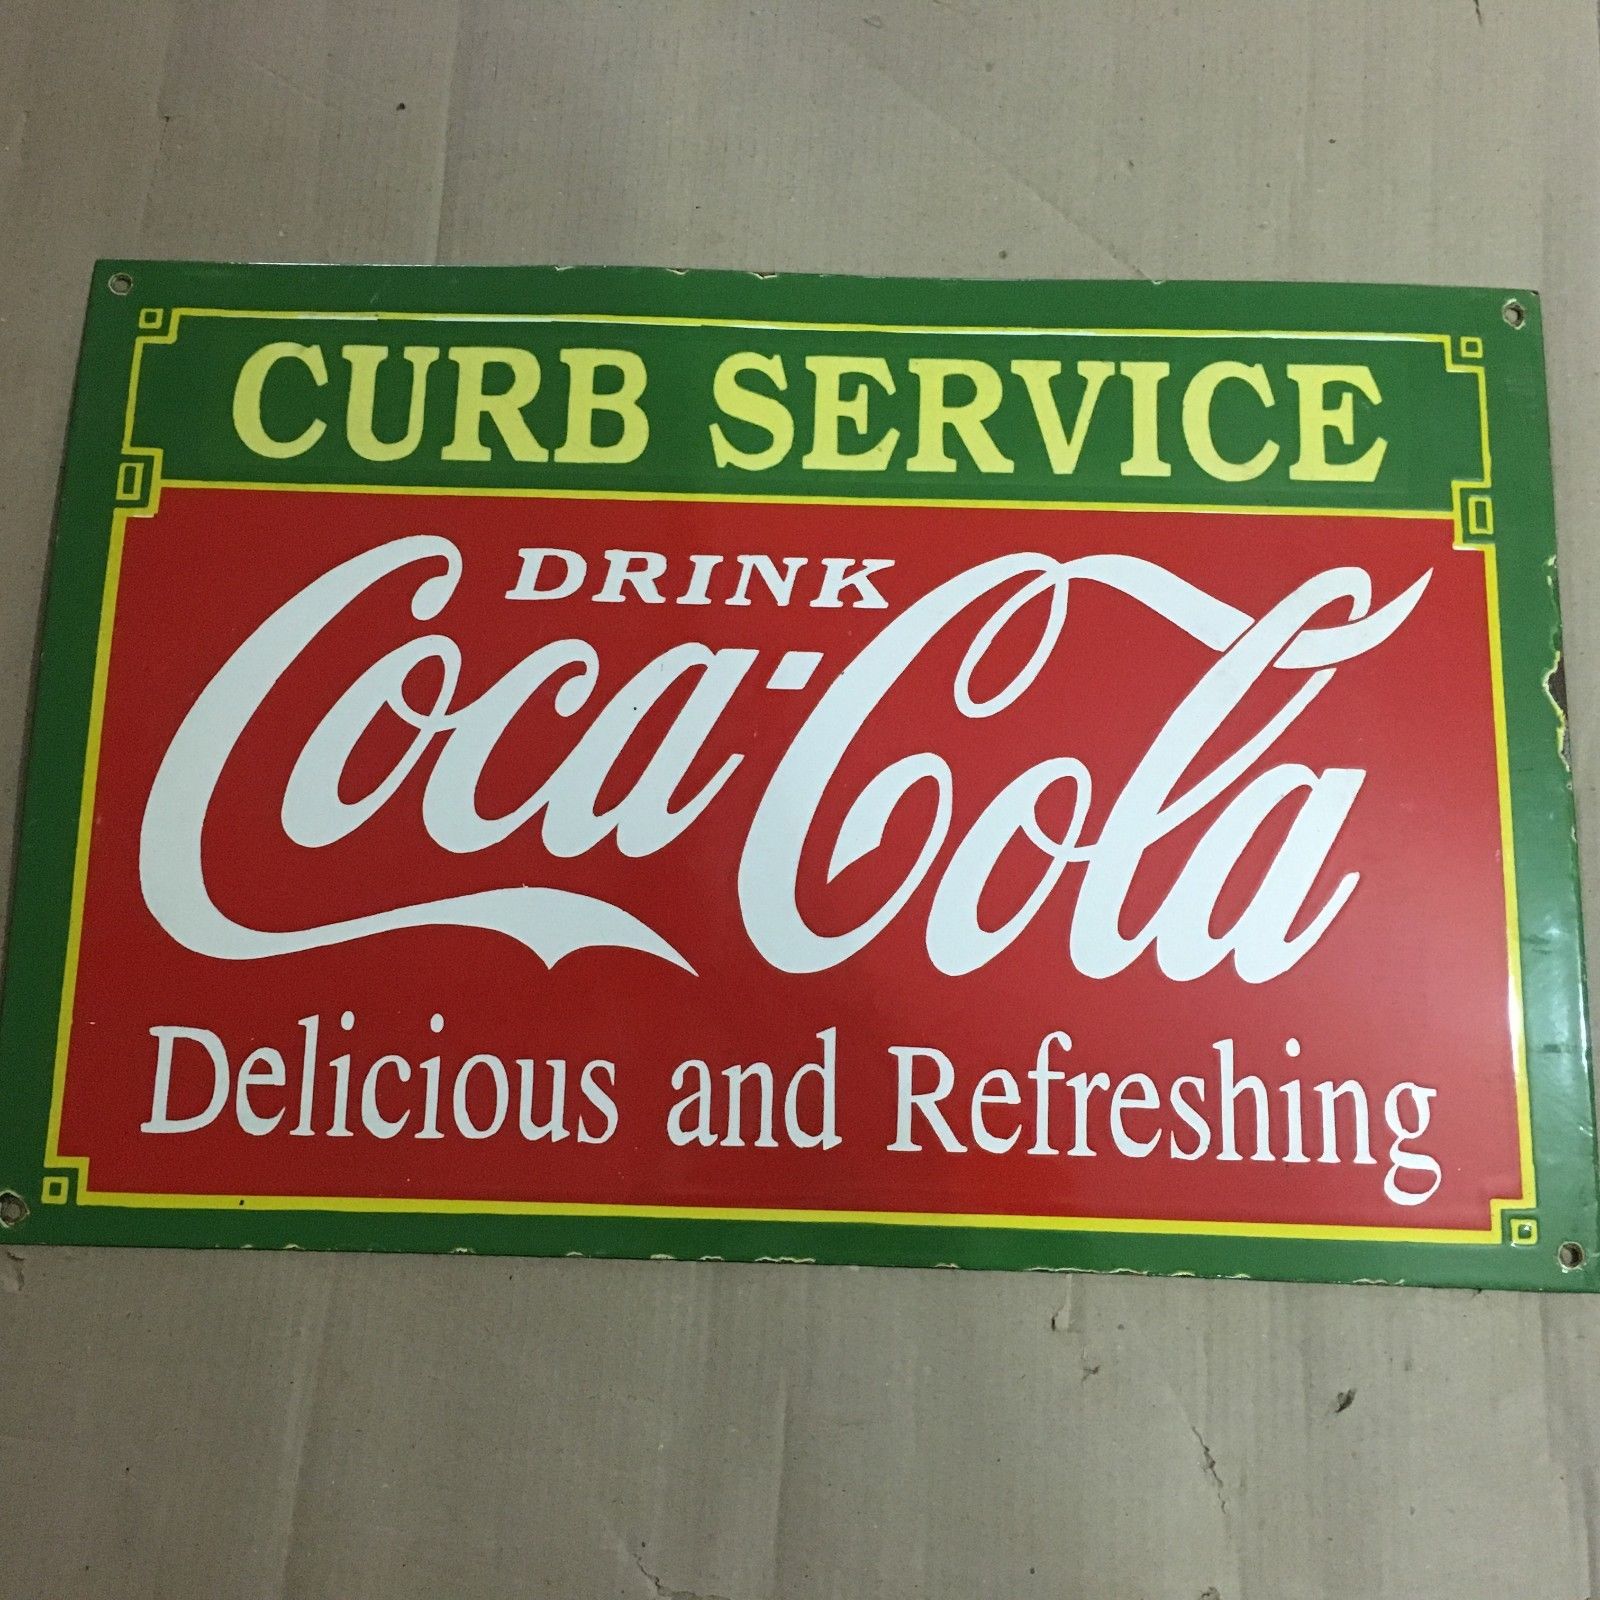 CURB SERVICE
DRINK
Coca-Cola
Delicious and Refreshing